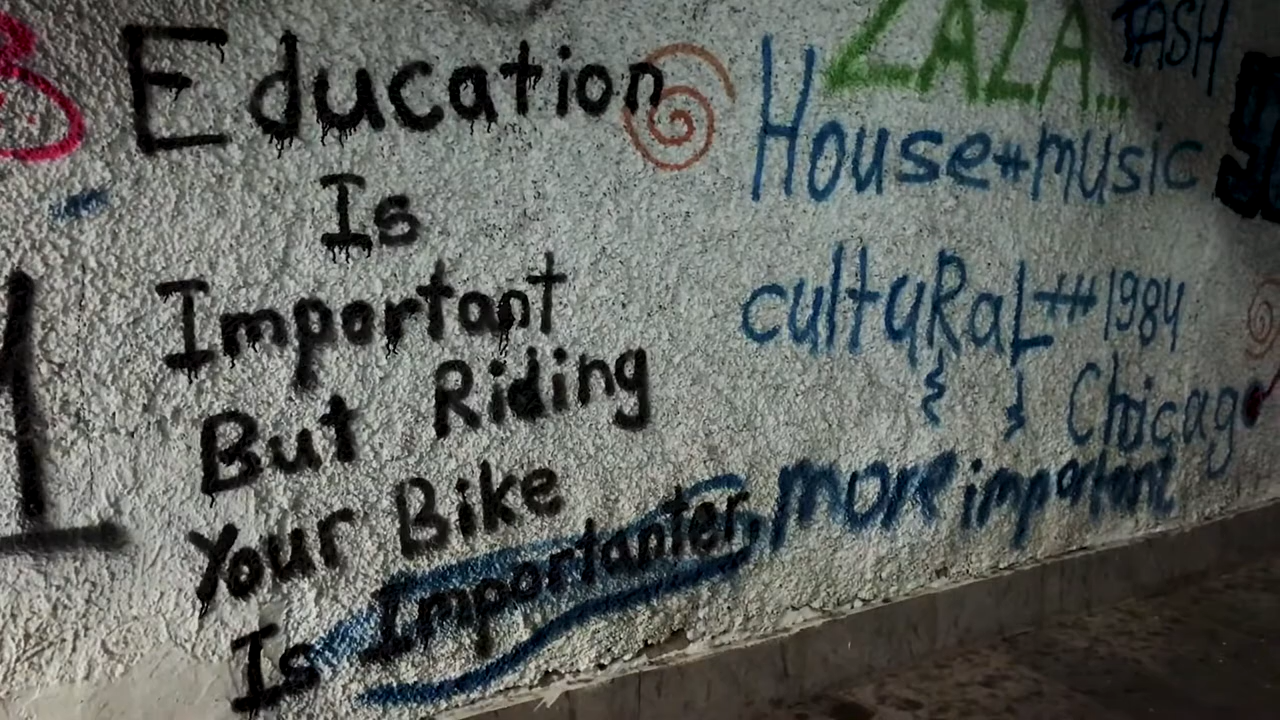 Education
Is
Important
But Riding
Your Bike
Is Importanter
more important
ZAZA...
TASH
House+music
cultuRaL#1984
Chicago